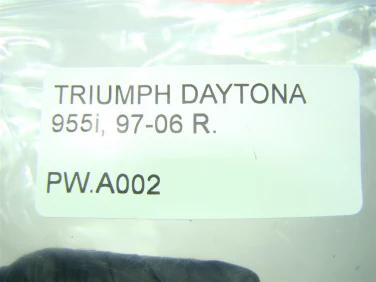 TRIUMPH DAYTONA
955i, 97-06 R.
PW.A002